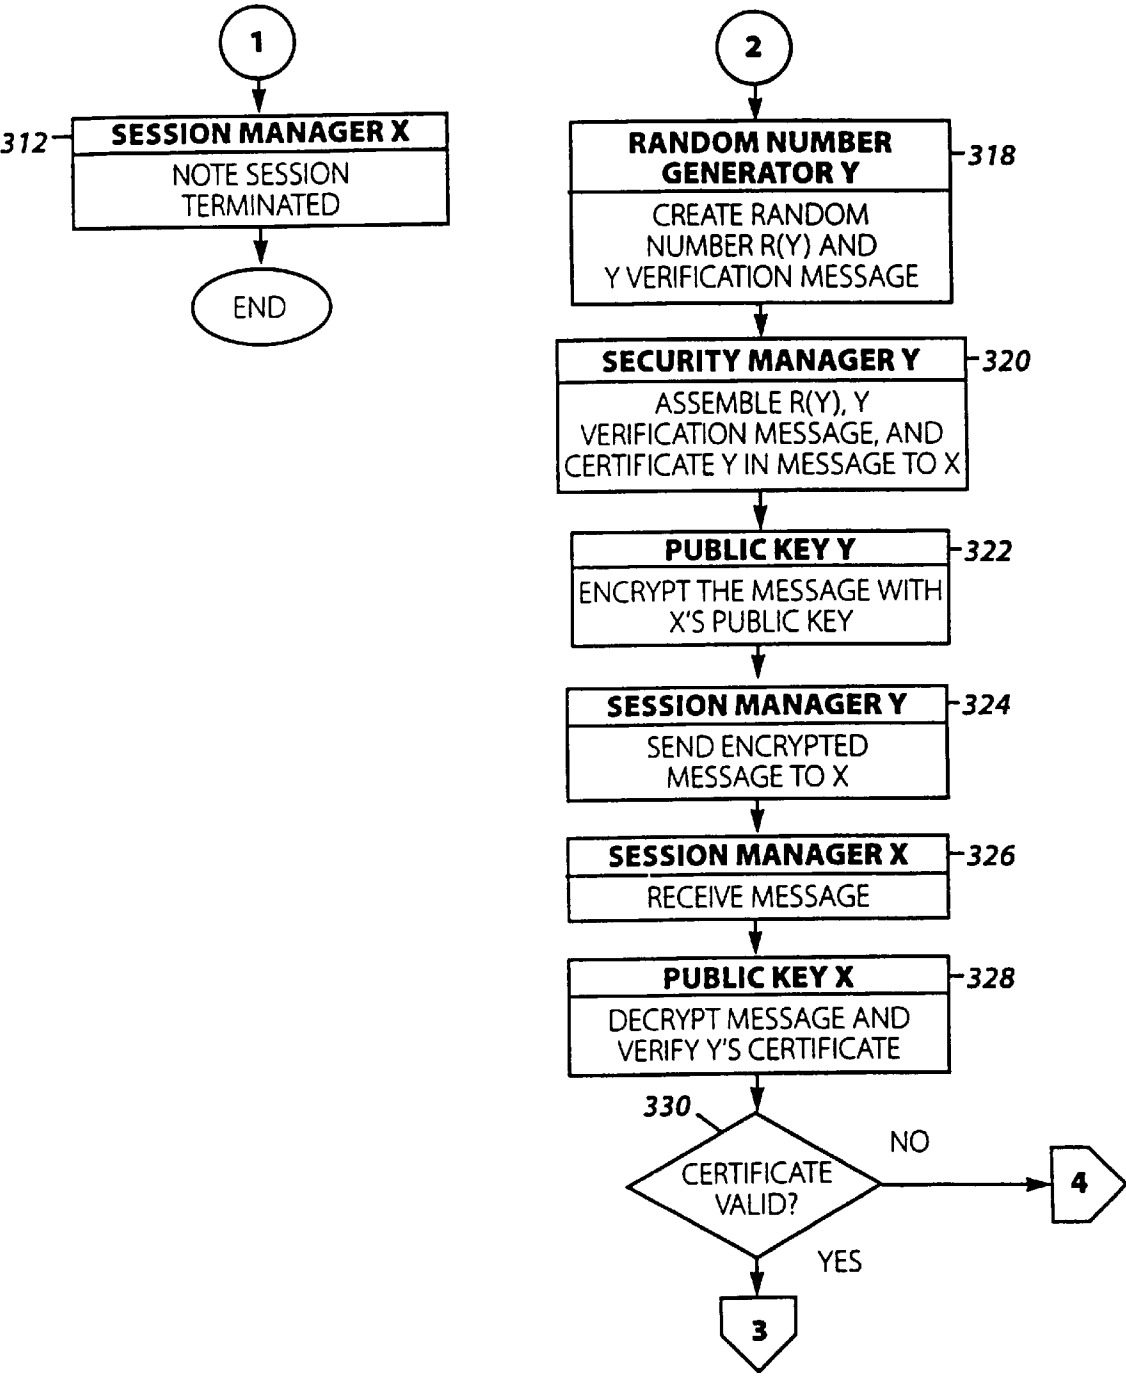 1
312
SESSION MANAGER X
NOTE SESSION
TERMINATED
END
2
RANDOM NUMBER
GENERATOR Y
318
CREATE RANDOM
NUMBER R(Y) AND
Y VERIFICATION MESSAGE
SECURITY MANAGER Y
320
ASSEMBLE R(Y), Y
VERIFICATION MESSAGE, AND
CERTIFICATE Y IN MESSAGE TO X
PUBLIC KEY Y
322
ENCRYPT THE MESSAGE WITH
X'S PUBLIC KEY
SESSION MANAGER Y
324
SEND ENCRYPTED
MESSAGE TO X
SESSION MANAGER X
326
RECEIVE MESSAGE
PUBLIC KEY X
328
DECRYPT MESSAGE AND
VERIFY Y'S CERTIFICATE
330
CERTIFICATE
VALID?
NO
4
YES
3